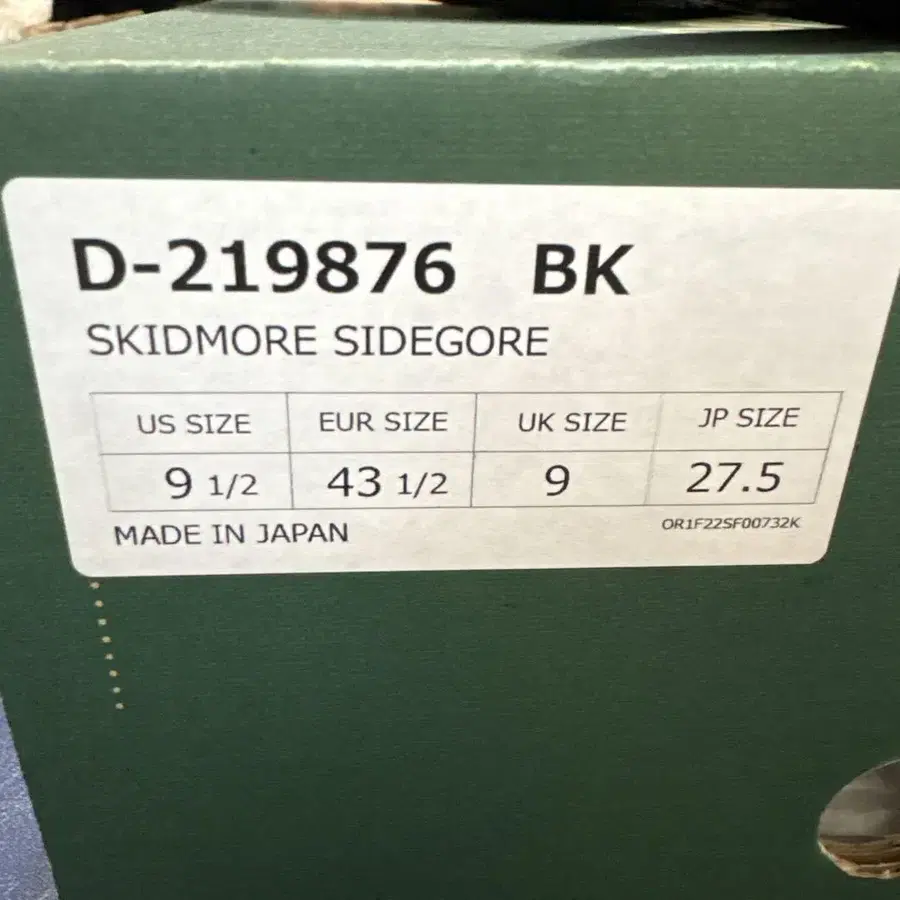 D-219876 BK
SKIDMORE SIDEGORE
US SIZE EUR SIZE UK SIZE JP SIZE
9 1/2 43 1/2 9 27.5
MADE IN JAPAN OR1F22SF00732K